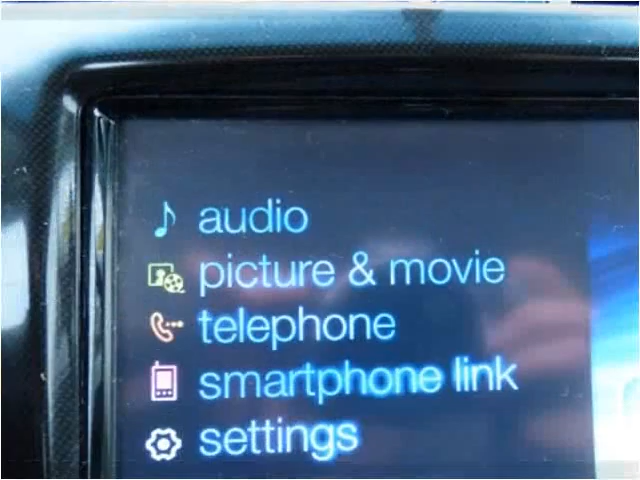 audio
picture & movie
telephone
smartphone link
settings